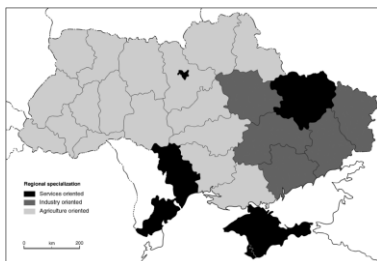 Regional specialization
Services oriented
Industry oriented
Agriculture oriented
0 km 200